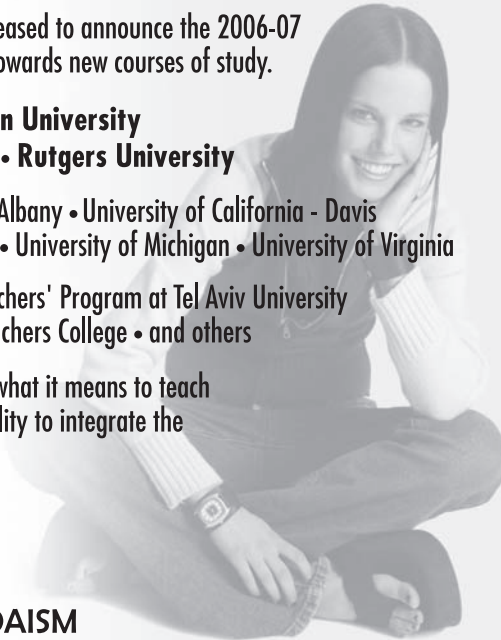 eased to announce the 2006-07
owards new courses of study.
n University
• Rutgers University
Albany • University of California - Davis
• University of Michigan • University of Virginia
chers' Program at Tel Aviv University
chers College • and others
what it means to teach
lity to integrate the
DAISM